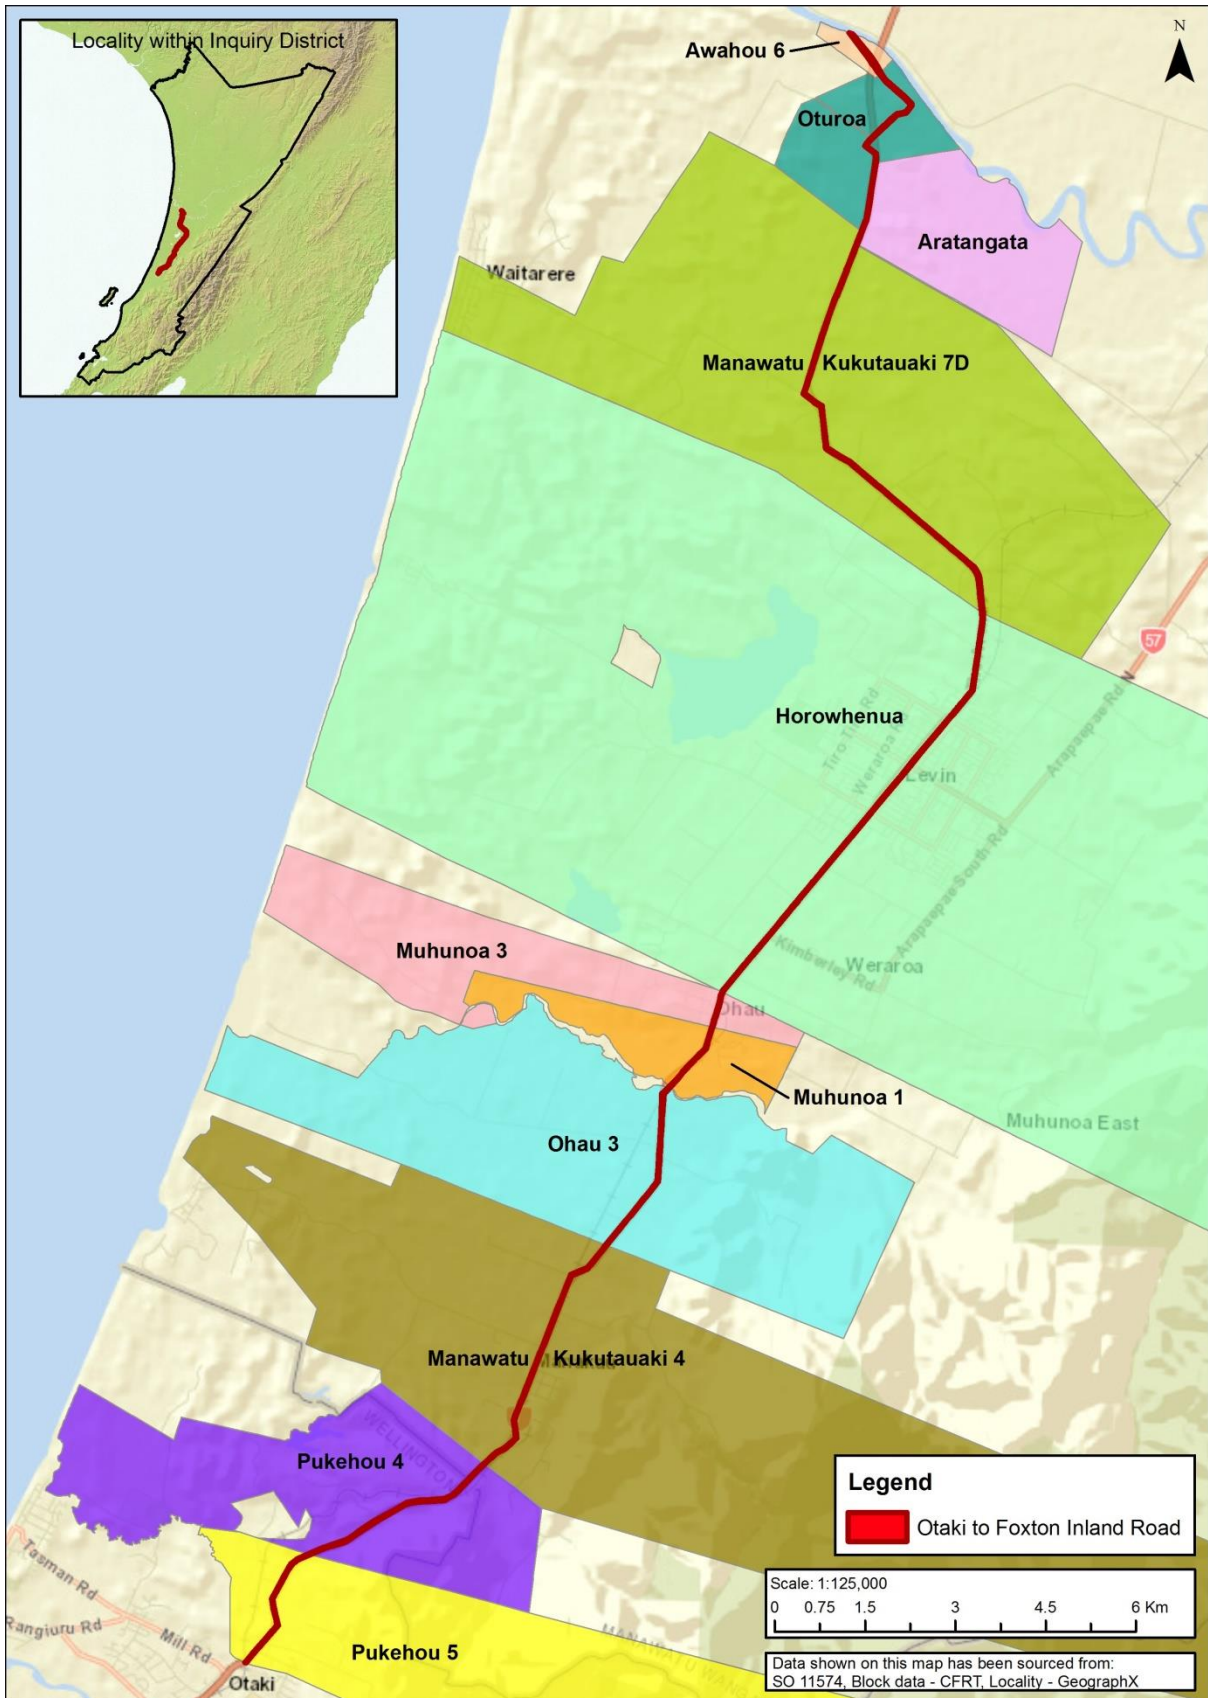 Locality within Inquiry District
N
Awahou 6
Oturoa
Aratangata
Waitarere
Manawatu Kukutauaki 7D
57
Horowhenua
Tiro Tiro Rd
Weraroa Rd
Levin
Arapaepae Rd N
Arapaepae South Rd
Kimberley Rd
Weraroa
Muhunoa 3
Ohau
Muhunoa 1
Muhunoa East
Ohau 3
Manawatu Kukutauaki 4
Manakau
Pukehou 4
WELLINGTON
Pukehou 5
Tasman Rd
Rangiuru Rd
Mill Rd
Otaki
Legend
Otaki to Foxton Inland Road
Scale: 1:125,000
0 0.75 1.5 3 4.5 6 Km
Data shown on this map has been sourced from:
SO 11574, Block data - CFRT, Locality - GeographX